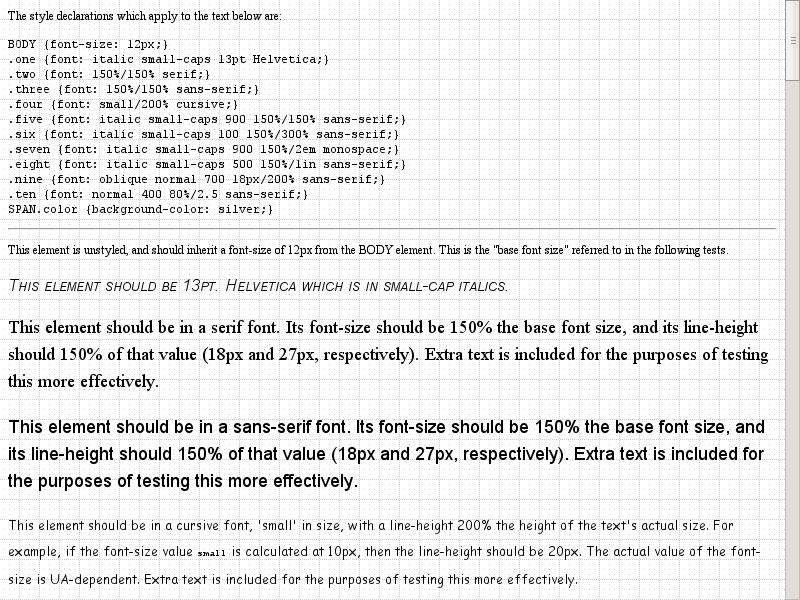 The style declarations which apply to the text below are:
BODY {font-size: 12px;}
.one {font: italic small-caps 13pt Helvetica;}
.two {font: 150%/150% serif;}
.three {font: 150%/150% sans-serif;}
.four {font: small/200% cursive;}
.five {font: italic small-caps 900 150%/150% sans-serif;}
.six {font: italic small-caps 100 150%/300% sans-serif;}
.seven {font: italic small-caps 900 150%/2em monospace;}
.eight {font: italic small-caps 500 150%/1in sans-serif;}
.nine {font: oblique normal 700 18px/200% sans-serif;}
.ten {font: normal 400 80%/2.5 sans-serif;}
SPAN.color {background-color: silver;}
This element is unstyled, and should inherit a font-size of 12px from the BODY element. This is the "base font size" referred to in the following tests.
This element should be 13pt. Helvetica which is in small-cap italics.
This element should be in a serif font. Its font-size should be 150% the base font size, and its line-height
should 150% of that value (18px and 27px, respectively). Extra text is included for the purposes of testing
this more effectively.
This element should be in a sans-serif font. Its font-size should be 150% the base font size, and
its line-height should 150% of that value (18px and 27px, respectively). Extra text is included for
the purposes of testing this more effectively.
This element should be in a cursive font, 'small' in size, with a line-height 200% the height of the text's actual size. For
example, if the font-size value small is calculated at 10px, then the line-height should be 20px. The actual value of the font-
size is UA-dependent. Extra text is included for the purposes of testing this more effectively.